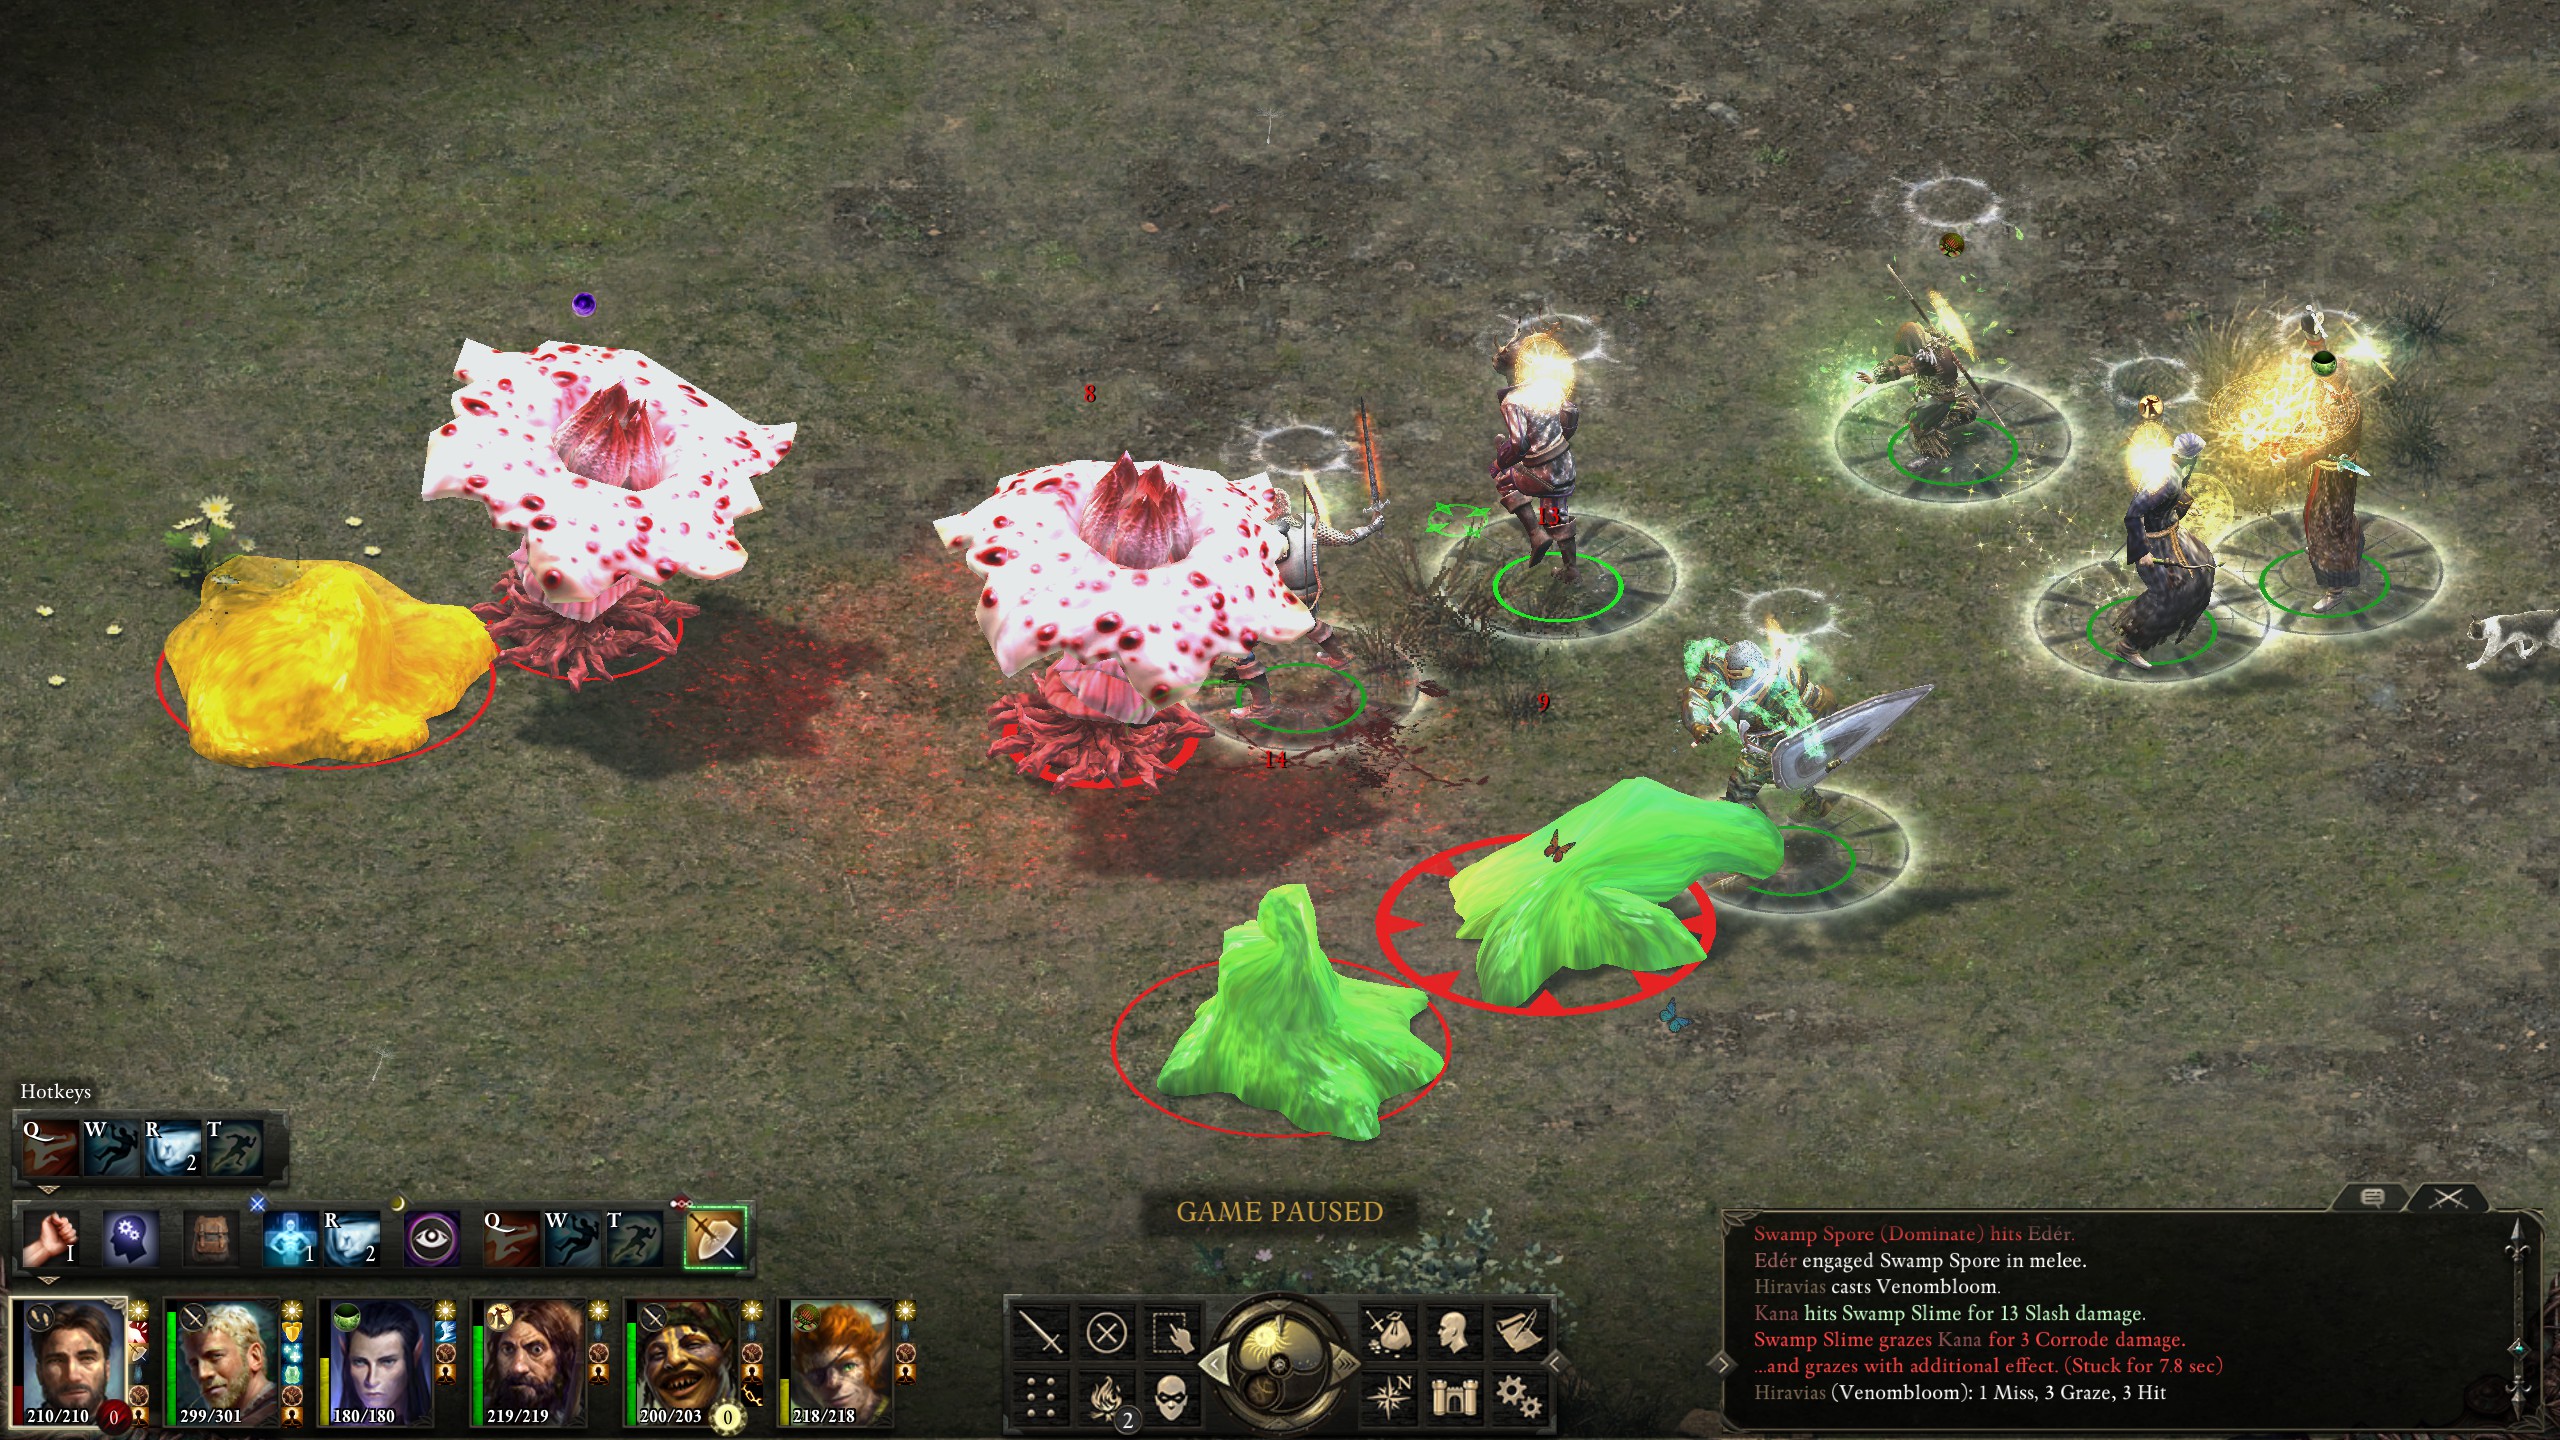 8
13
9
14
Hotkeys
Q W R T
2
GAME PAUSED
I 1 R 2 Q W T
Swamp Spore (Dominate) hits Edér.
Edér engaged Swamp Spore in melee.
Hiravias casts Venombloom.
Kana hits Swamp Slime for 13 Slash damage.
Swamp Slime grazes Kana for 3 Corrode damage.
...and grazes with additional effect. (Stuck for 7.8 sec)
Hiravias (Venombloom): 1 Miss, 3 Graze, 3 Hit
210/210 0 299/301 180/180 219/219 200/203 0 218/218
N
2